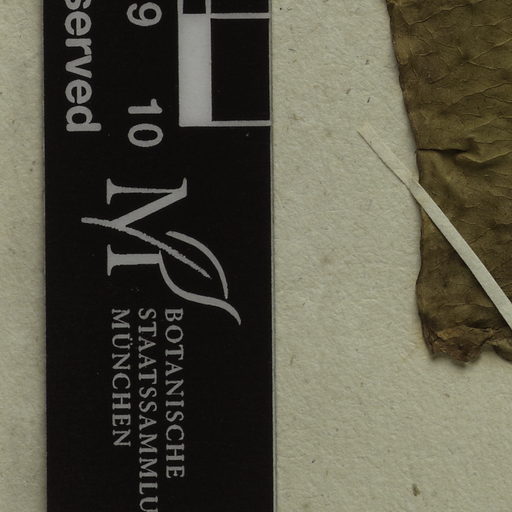 served
9 10
BOTANISCHE
STAATSSAMMLU
MÜNCHEN